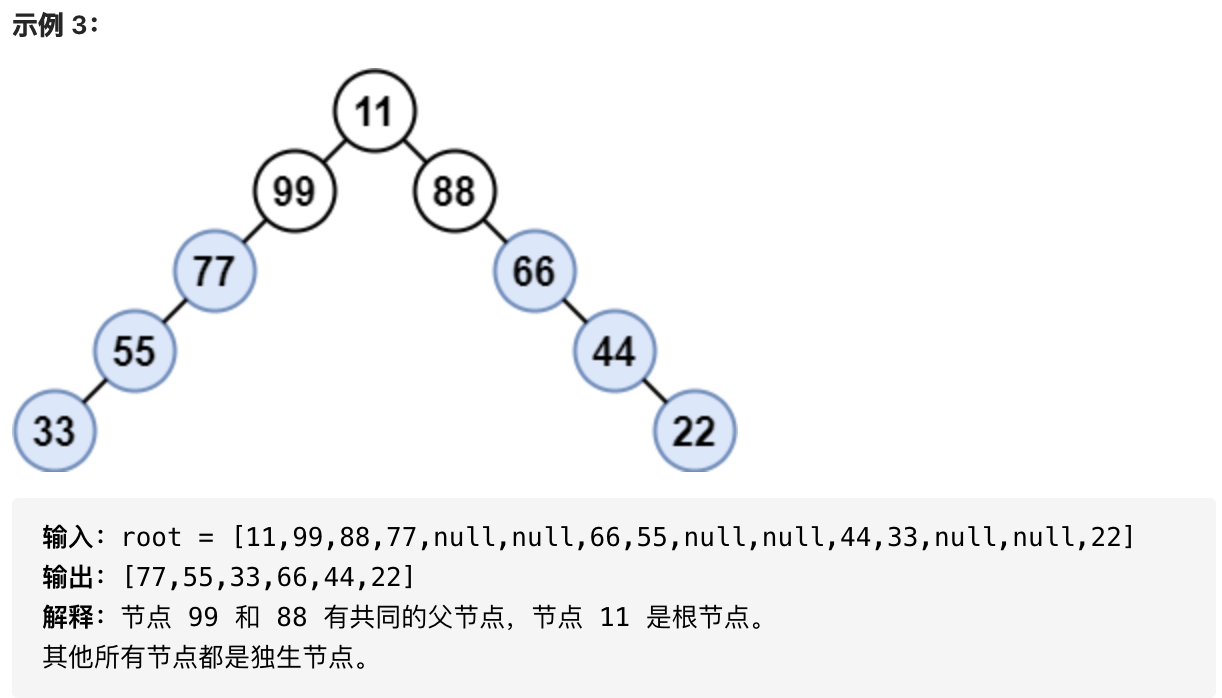 示例 3：
11
99 88
77 66
55 44
33 22
输入：root = [11,99,88,77,null,null,66,55,null,null,44,33,null,null,22]
输出：[77,55,33,66,44,22]
解释：节点 99 和 88 有共同的父节点，节点 11 是根节点。
其他所有节点都是独生节点。